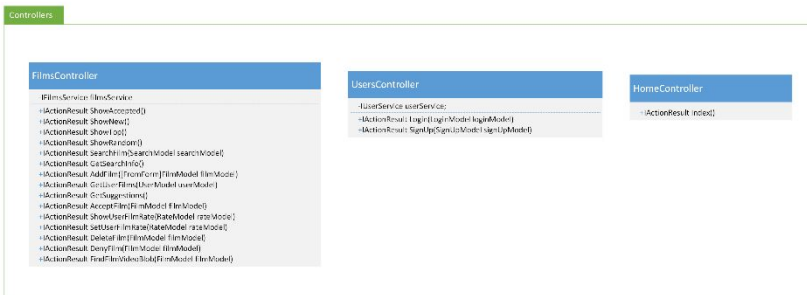 Controllers
FilmsController
-IFilmsService filmsService
+IActionResult ShowAccepted()
+IActionResult ShowNew()
+IActionResult ShowTop()
+IActionResult ShowRandom()
+IActionResult SearchFilm(SearchModel searchModel)
+IActionResult GetSearchInfo()
+IActionResult AddFilm([FromForm]FilmModel filmModel)
+IActionResult GetUserFilms(UserModel userModel)
+IActionResult GetSuggestions()
+IActionResult AcceptFilm(FilmModel filmModel)
+IActionResult ShowUserFilmRate(RateModel rateModel)
+IActionResult SetUserFilmRate(RateModel rateModel)
+IActionResult DeleteFilm(FilmModel filmModel)
+IActionResult DenyFilm(FilmModel filmModel)
+IActionResult FindFilmVideoBlob(FilmModel filmModel)
UsersController
-IUserService userService;
+IActionResult Login(LoginModel loginModel)
+IActionResult SignUp(SignUpModel signUpModel)
HomeController
+IActionResult Index()